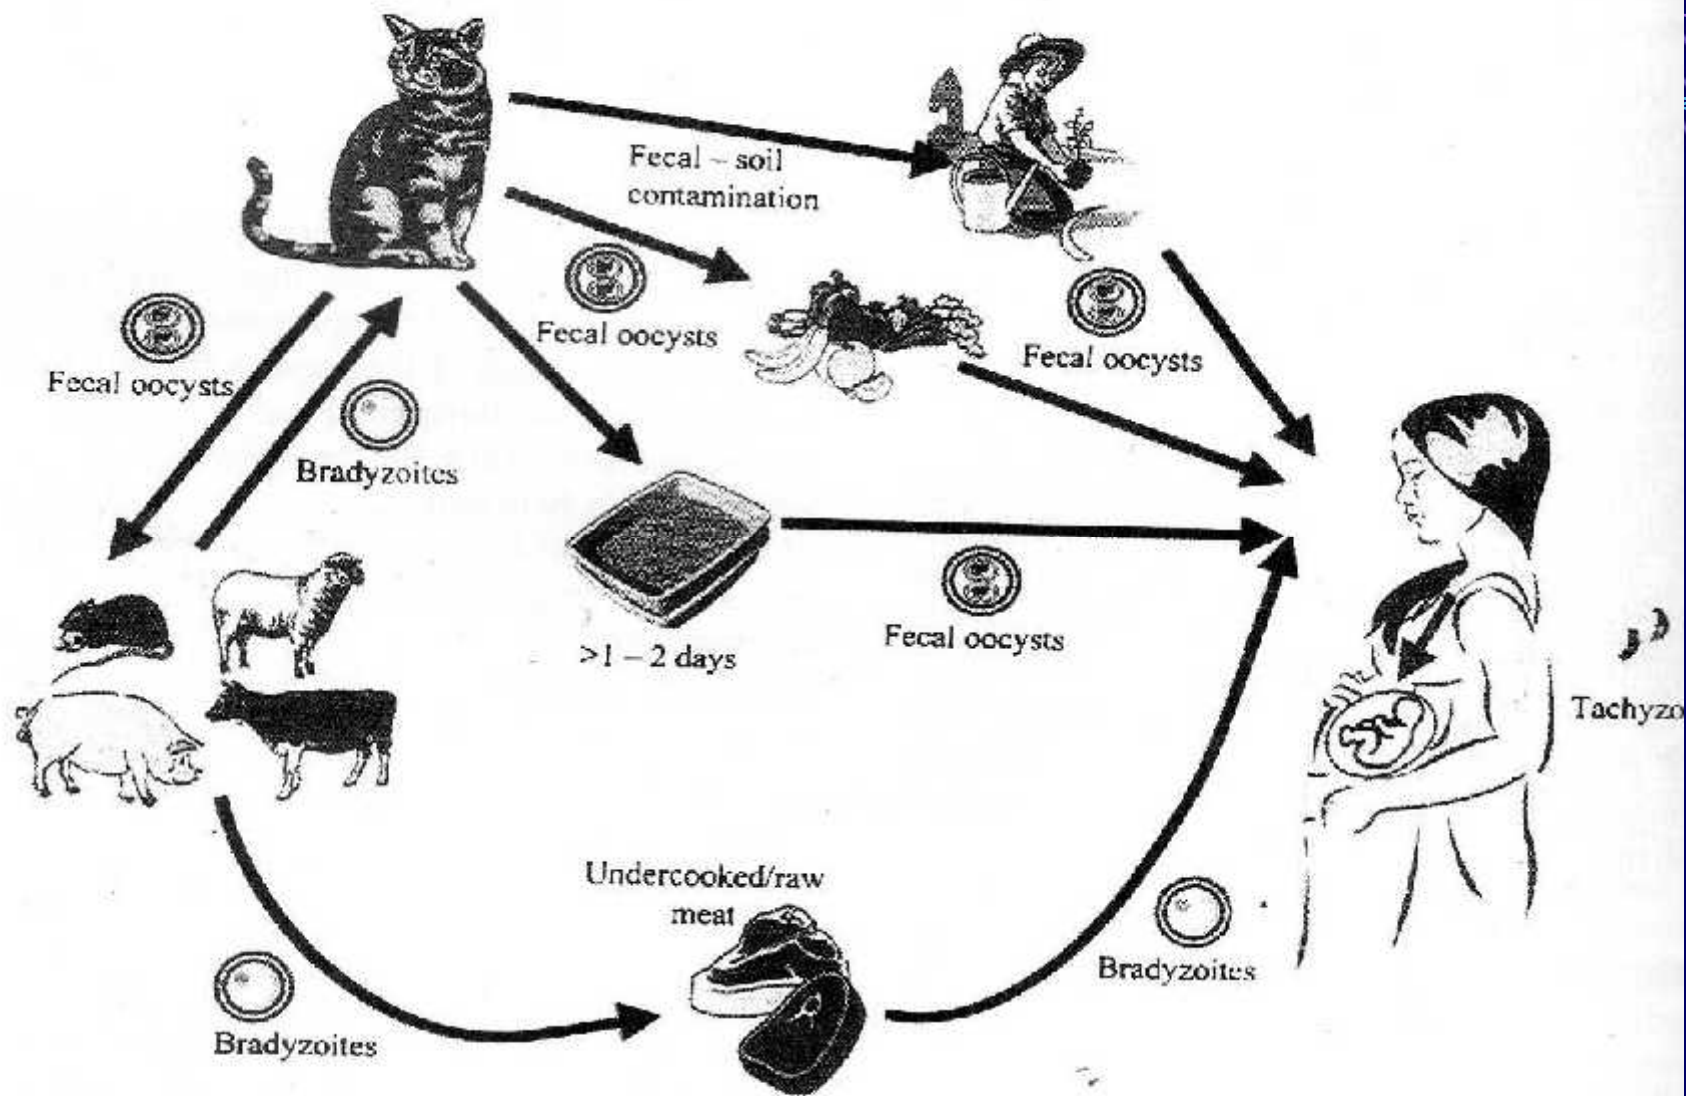 Fecal – soil
contamination
Fecal oocysts
Fecal oocysts
Fecal oocysts
Bradyzoites
>1 – 2 days
Fecal oocysts
Tachyzo
Undercooked/raw
meat
Bradyzoites
Bradyzoites